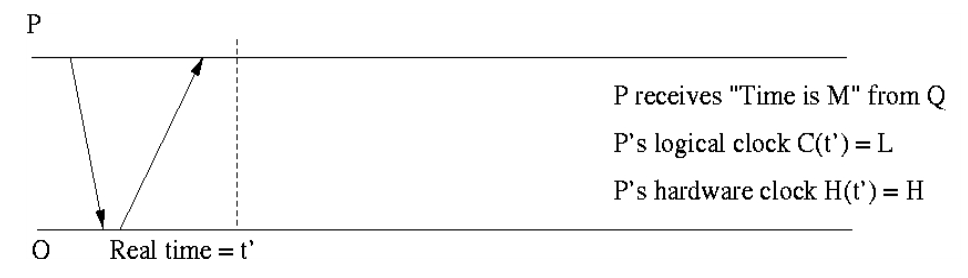 P
P receives "Time is M" from Q
P's logical clock C(t') = L
P's hardware clock H(t') = H
Q Real time = t'